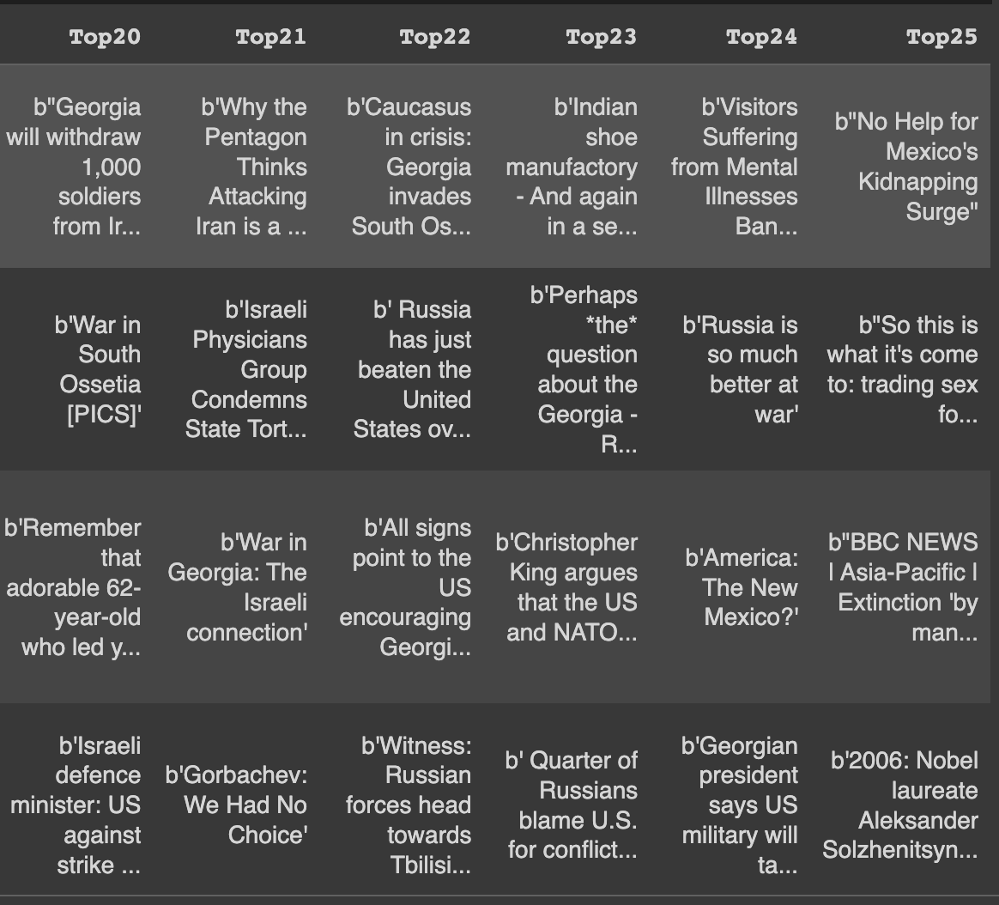 Top20 Top21 Top22 Top23 Top24 Top25
b"Georgia
will withdraw
1,000
soldiers
from Ir...
b'Why the
Pentagon
Thinks
Attacking
Iran is a ...
b'Caucasus
in crisis:
Georgia
invades
South Os...
b'Indian
shoe
manufactory
- And again
in a se...
b'Visitors
Suffering
from Mental
Illnesses
Ban...
b"No Help for
Mexico's
Kidnapping
Surge"
b'War in
South
Ossetia
[PICS]'
b'Israeli
Physicians
Group
Condemns
State Tort...
b' Russia
has just
beaten the
United
States ov...
b'Perhaps
*the*
question
about the
Georgia -
R...
b'Russia is
so much
better at
war'
b"So this is
what it's come
to: trading sex
fo...
b'Remember
that
adorable 62-
year-old
who led y...
b'War in
Georgia: The
Israeli
connection'
b'All signs
point to the
US
encouraging
Georgi...
b'Christopher
King argues
that the US
and NATO...
b'America:
The New
Mexico?'
b"BBC NEWS
| Asia-Pacific |
Extinction 'by
man...
b'Israeli
defence
minister: US
against
strike ...
b'Gorbachev:
We Had No
Choice'
b'Witness:
Russian
forces head
towards
Tbilisi...
b' Quarter of
Russians
blame U.S.
for conflict...
b'Georgian
president
says US
military will
ta...
b'2006: Nobel
laureate
Aleksander
Solzhenitsyn...